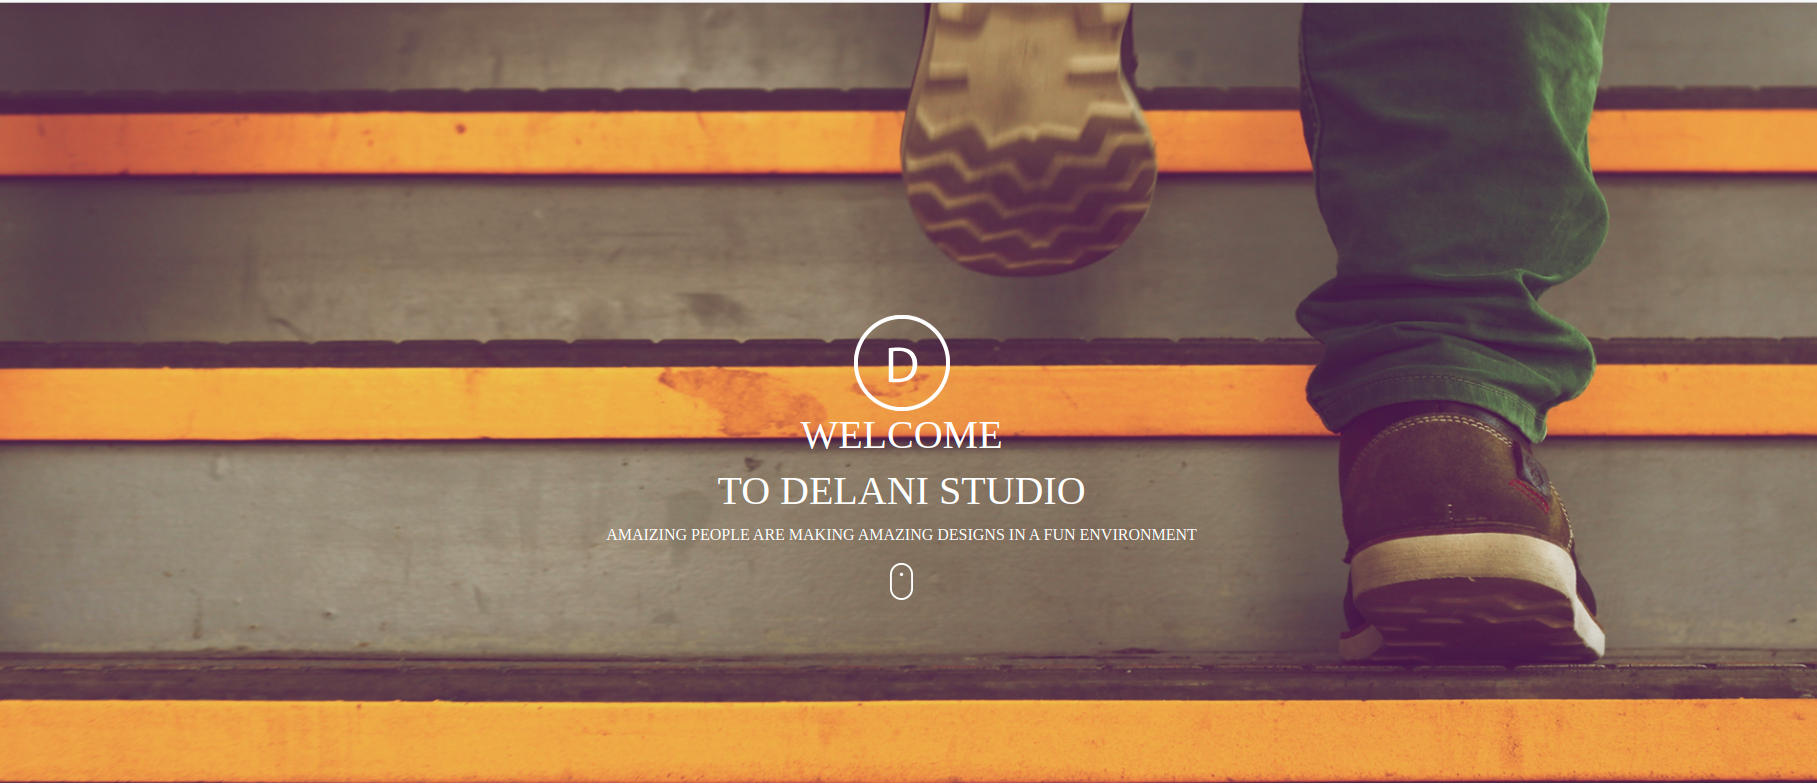 D
WELCOME
TO DELANI STUDIO
AMAIZING PEOPLE ARE MAKING AMAZING DESIGNS IN A FUN ENVIRONMENT